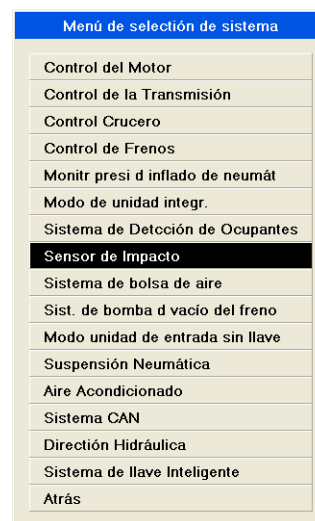 Menú de selectión de sistema
Control del Motor
Control de la Transmisión
Control Crucero
Control de Frenos
Monitr presi d inflado de neumát
Modo de unidad integr.
Sistema de Detcción de Ocupantes
Sensor de Impacto
Sistema de bolsa de aire
Sist. de bomba d vacío del freno
Modo unidad de entrada sin llave
Suspensión Neumática
Aire Acondicionado
Sistema CAN
Directión Hidráulica
Sistema de llave Inteligente
Atrás